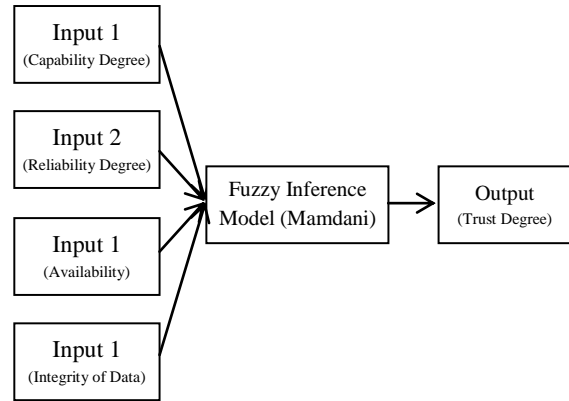 Input 1
(Capability Degree)
Input 2
(Reliability Degree)
Input 1
(Availability)
Input 1
(Integrity of Data)
Fuzzy Inference
Model (Mamdani)
Output
(Trust Degree)